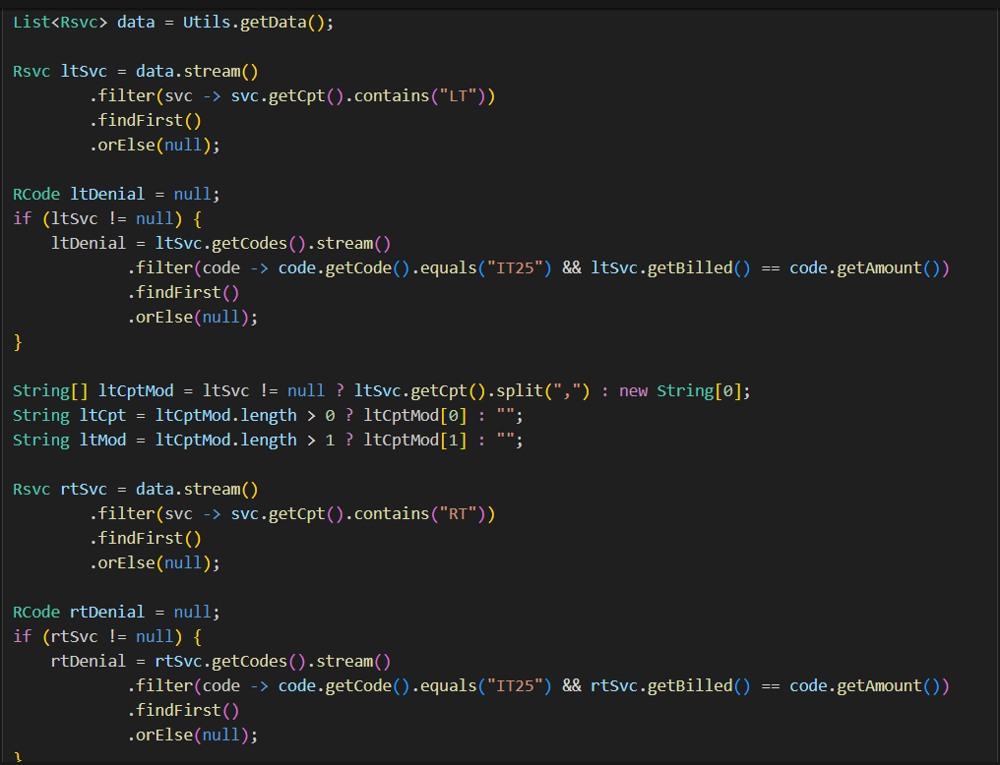 List<Rsvc> data = Utils.getData();

Rsvc ltSvc = data.stream()
        .filter(svc -> svc.getCpt().contains("LT"))
        .findFirst()
        .orElse(null);

RCode ltDenial = null;
if (ltSvc != null) {
    ltDenial = ltSvc.getCodes().stream()
            .filter(code -> code.getCode().equals("IT25") && ltSvc.getBilled() == code.getAmount())
            .findFirst()
            .orElse(null);
}

String[] ltCptMod = ltSvc != null ? ltSvc.getCpt().split(",") : new String[0];
String ltCpt = ltCptMod.length > 0 ? ltCptMod[0] : "";
String ltMod = ltCptMod.length > 1 ? ltCptMod[1] : "";

Rsvc rtSvc = data.stream()
        .filter(svc -> svc.getCpt().contains("RT"))
        .findFirst()
        .orElse(null);

RCode rtDenial = null;
if (rtSvc != null) {
    rtDenial = rtSvc.getCodes().stream()
            .filter(code -> code.getCode().equals("IT25") && rtSvc.getBilled() == code.getAmount())
            .findFirst()
            .orElse(null);
}